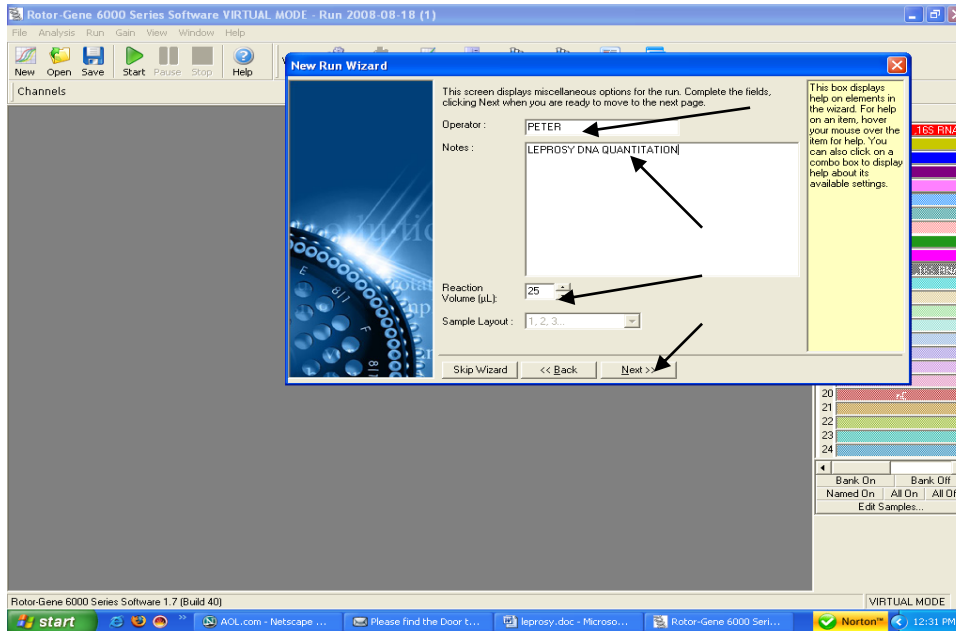 Rotor-Gene 6000 Series Software VIRTUAL MODE - Run 2008-08-18 (1)
File Analysis Run Gain View Window Help
New Open Save Start Pause Stop Help
Channels
New Run Wizard
This screen displays miscellaneous options for the run. Complete the fields,
clicking Next when you are ready to move to the next page.
Operator :
PETER
Notes :
LEPROSY DNA QUANTITATION
Reaction
Volume (µL):
25
Sample Layout :
1, 2, 3...
Skip Wizard
<< Back
Next >>
This box displays
help on elements in
the wizard. For help
on an item, hover
your mouse over the
item for help. You
can also click on a
combo box to display
help about its
available settings.
,16S RNA
,16S RNA
20
21
22
23
24
Bank On Bank Off
Named On All On All Of
Edit Samples...
Rotor-Gene 6000 Series Software 1.7 (Build 40)
VIRTUAL MODE
start
AOL.com - Netscape ...
Please find the Door t...
leprosy.doc - Microso...
Rotor-Gene 6000 Seri...
Norton™
12:31 PM